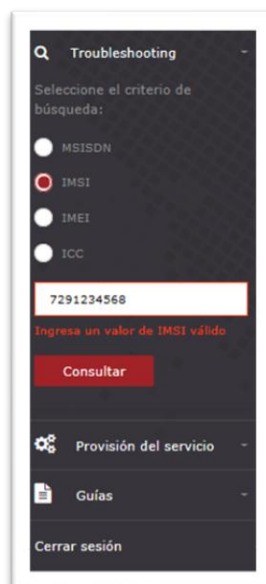 Troubleshooting
Seleccione el criterio de
búsqueda:
MSISDN
IMSI
IMEI
ICC
7291234568
Ingresa un valor de IMSI válido
Consultar
Provisión del servicio
Guías
Cerrar sesión